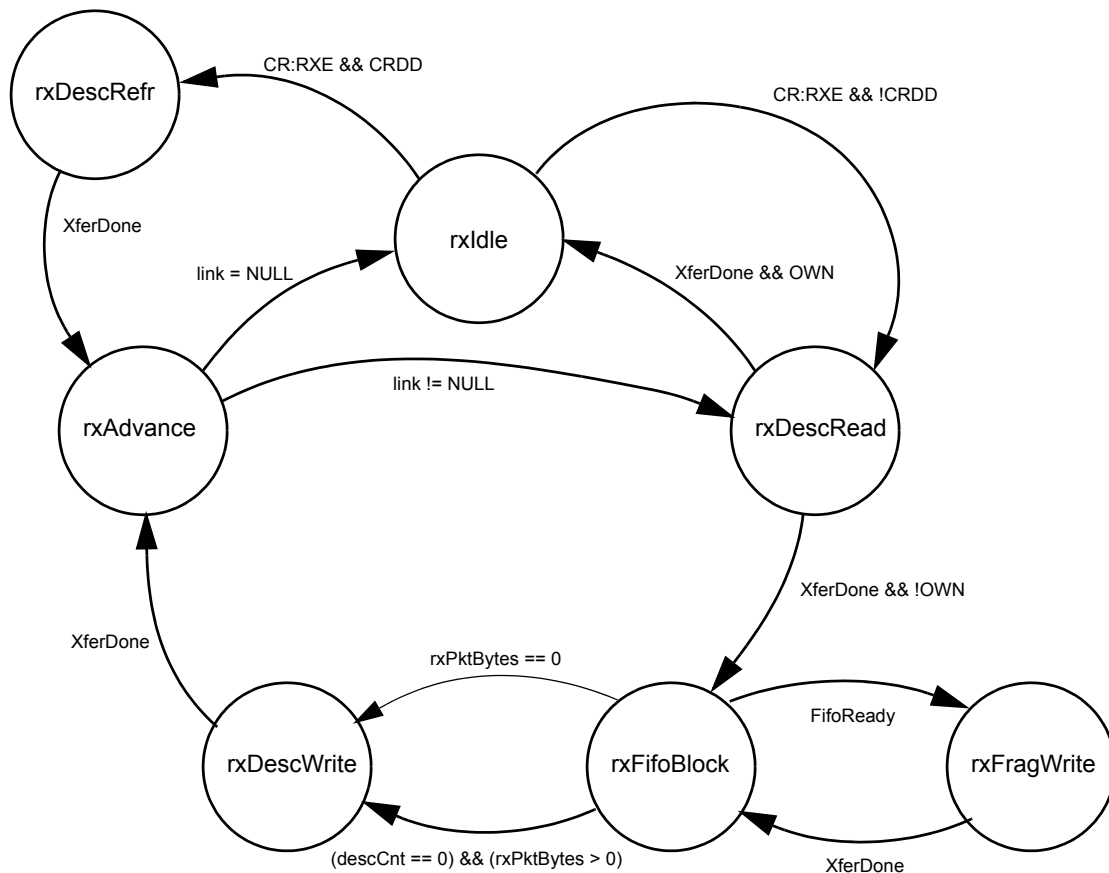 CR:RXE && CRDD
rxDescRefr
CR:RXE && !CRDD
XferDone
rxIdle
link = NULL
XferDone && OWN
link != NULL
rxAdvance
rxDescRead
XferDone && !OWN
XferDone
rxPktBytes == 0
FifoReady
rxDescWrite
rxFifoBlock
rxFragWrite
(descCnt == 0) && (rxPktBytes > 0)
XferDone